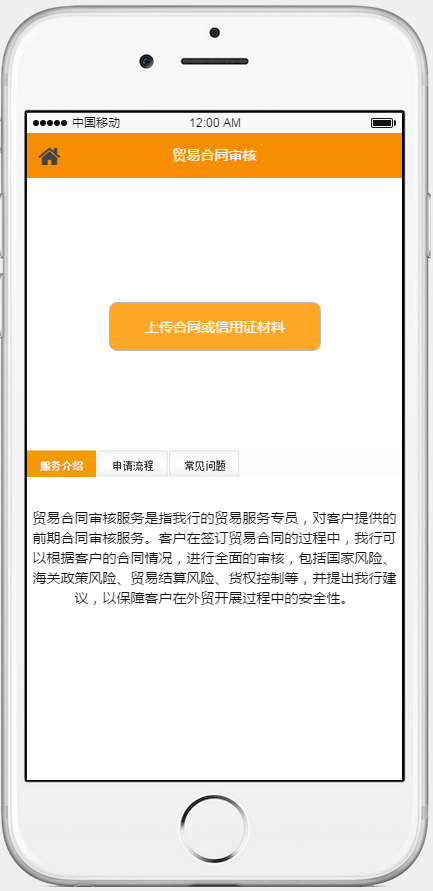 中国移动 12:00 AM
贸易合同审核
上传合同或信用证材料
服务介绍 申请流程 常见问题
贸易合同审核服务是指我行的贸易服务专员，对客户提供的
前期合同审核服务。客户在签订贸易合同的过程中，我行可
以根据客户的合同情况，进行全面的审核，包括国家风险、
海关政策风险、贸易结算风险、货权控制等，并提出我行建
议，以保障客户在外贸开展过程中的安全性。